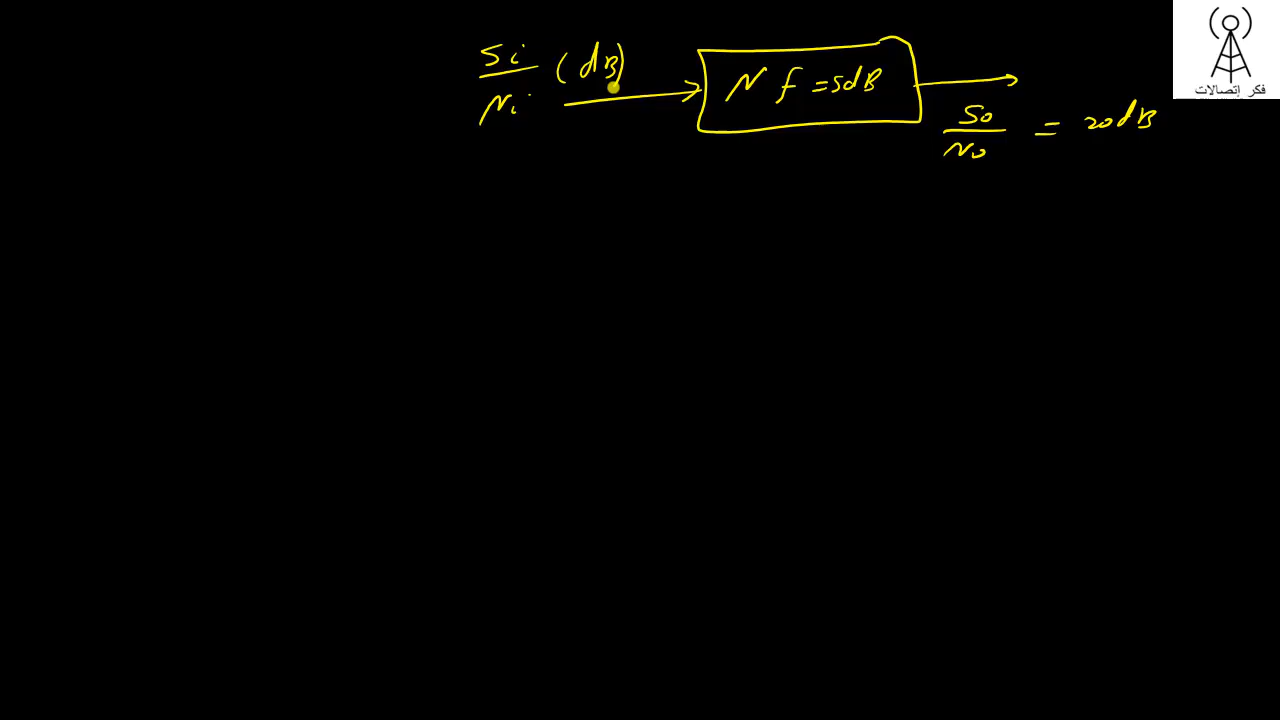 Si
Ni
(dB)
Nf = 5dB
So
No
= 20dB
فكر إتصالات